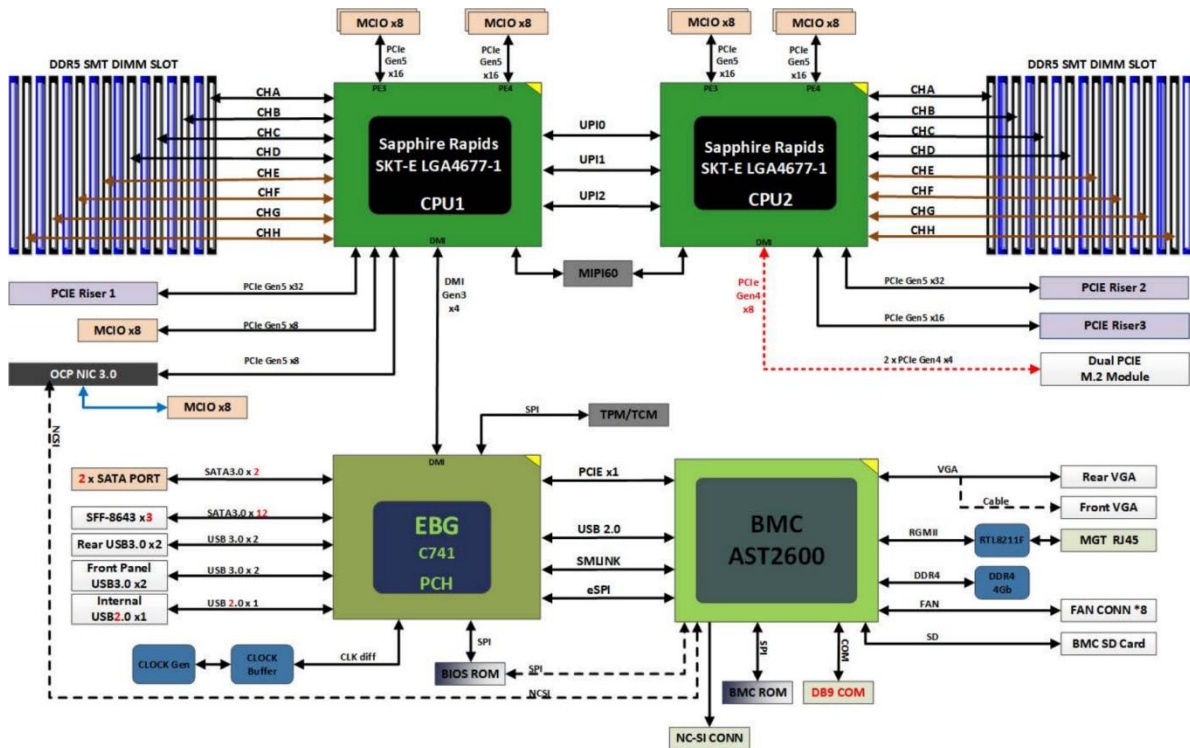 MCIO x8
MCIO x8
MCIO x8
MCIO x8
PCIe
Gen5
x16
PCIe
Gen5
x16
PCIe
Gen5
x16
PCIe
Gen5
x16
DDR5 SMT DIMM SLOT
DDR5 SMT DIMM SLOT
PE3
PE4
PE3
PE4
CHA
CHB
CHC
CHD
CHE
CHF
CHG
CHH
Sapphire Rapids
SKT-E LGA4677-1
CPU1
DMI
UPI0
UPI1
UPI2
Sapphire Rapids
SKT-E LGA4677-1
CPU2
DMI
CHA
CHB
CHC
CHD
CHE
CHF
CHG
CHH
MIPI60
DMI
Gen3
x4
PCIe
Gen4
x8
PCIE Riser 1
PCIe Gen5 x32
MCIO x8
PCIe Gen5 x8
OCP NIC 3.0
PCIe Gen5 x8
MCIO x8
NCSI
PCIe Gen5 x32
PCIE Riser 2
PCIe Gen5 x16
PCIE Riser3
2 x PCIe Gen4 x4
Dual PCIE
M.2 Module
SPI
TPM/TCM
2 x SATA PORT
SATA3.0 x 2
SFF-8643 x3
SATA3.0 x 12
Rear USB3.0 x2
USB 3.0 x 2
Front Panel
USB3.0 x2
USB 3.0 x 2
Internal
USB2.0 x1
USB 2.0 x 1
DMI
EBG
C741
PCH
PCIE x1
USB 2.0
SMLINK
eSPI
BMC
AST2600
VGA
Rear VGA
Cable
Front VGA
RGMII
RTL8211F
MGT RJ45
DDR4
DDR4
4Gb
FAN
FAN CONN *8
SD
BMC SD Card
CLOCK Gen
CLOCK
Buffer
CLK diff
SPI
BIOS ROM
SPI
NCSI
SPI
BMC ROM
COM
DB9 COM
NC-SI CONN